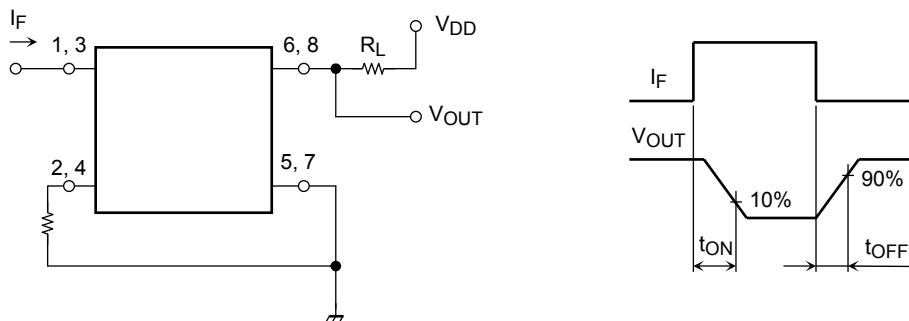 IF
1, 3
6, 8
RL
VDD
VOUT
2, 4
5, 7
IF
VOUT
10%
90%
tON
tOFF